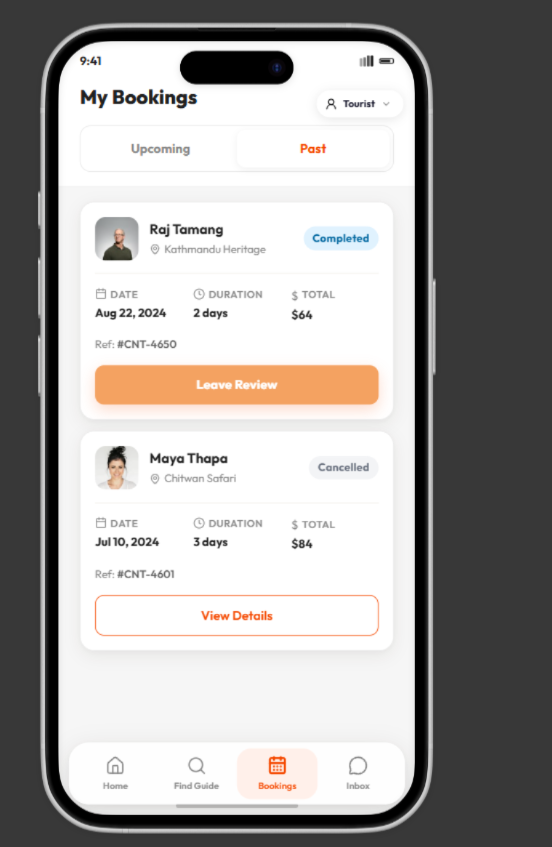 9:41
My Bookings
Tourist
Upcoming Past
Raj Tamang
Kathmandu Heritage
Completed
DATE DURATION $ TOTAL
Aug 22, 2024 2 days $64
Ref: #CNT-4650
Leave Review
Maya Thapa
Chitwan Safari
Cancelled
DATE DURATION $ TOTAL
Jul 10, 2024 3 days $84
Ref: #CNT-4601
View Details
Home Find Guide Bookings Inbox